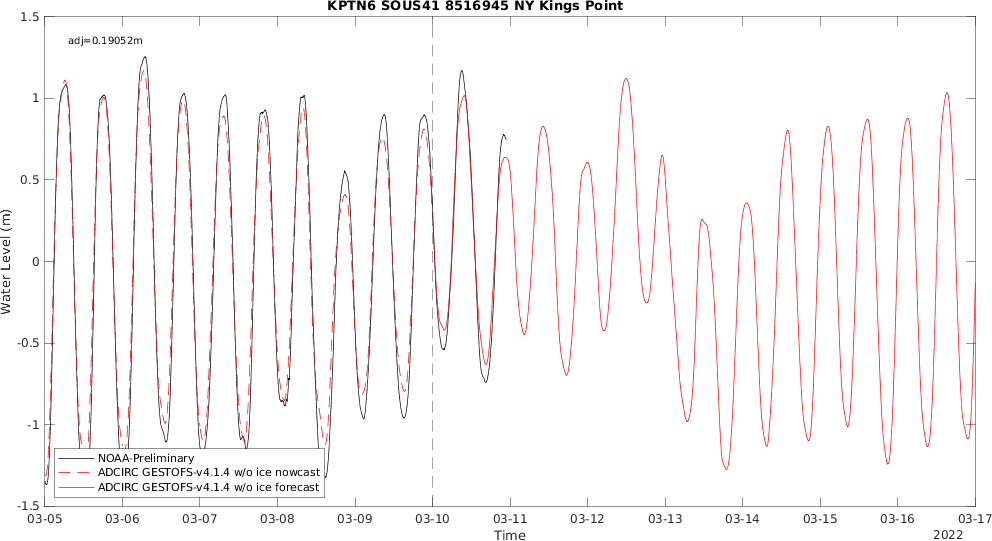 KPTN6 SOUS41 8516945 NY Kings Point
adj=0.19052m
1.5
1
0.5
0
-0.5
-1
-1.5
Water Level (m)
NOAA-Preliminary
ADCIRC GESTOFS-v4.1.4 w/o ice nowcast
ADCIRC GESTOFS-v4.1.4 w/o ice forecast
03-05 03-06 03-07 03-08 03-09 03-10 03-11 03-12 03-13 03-14 03-15 03-16 03-17
Time
2022